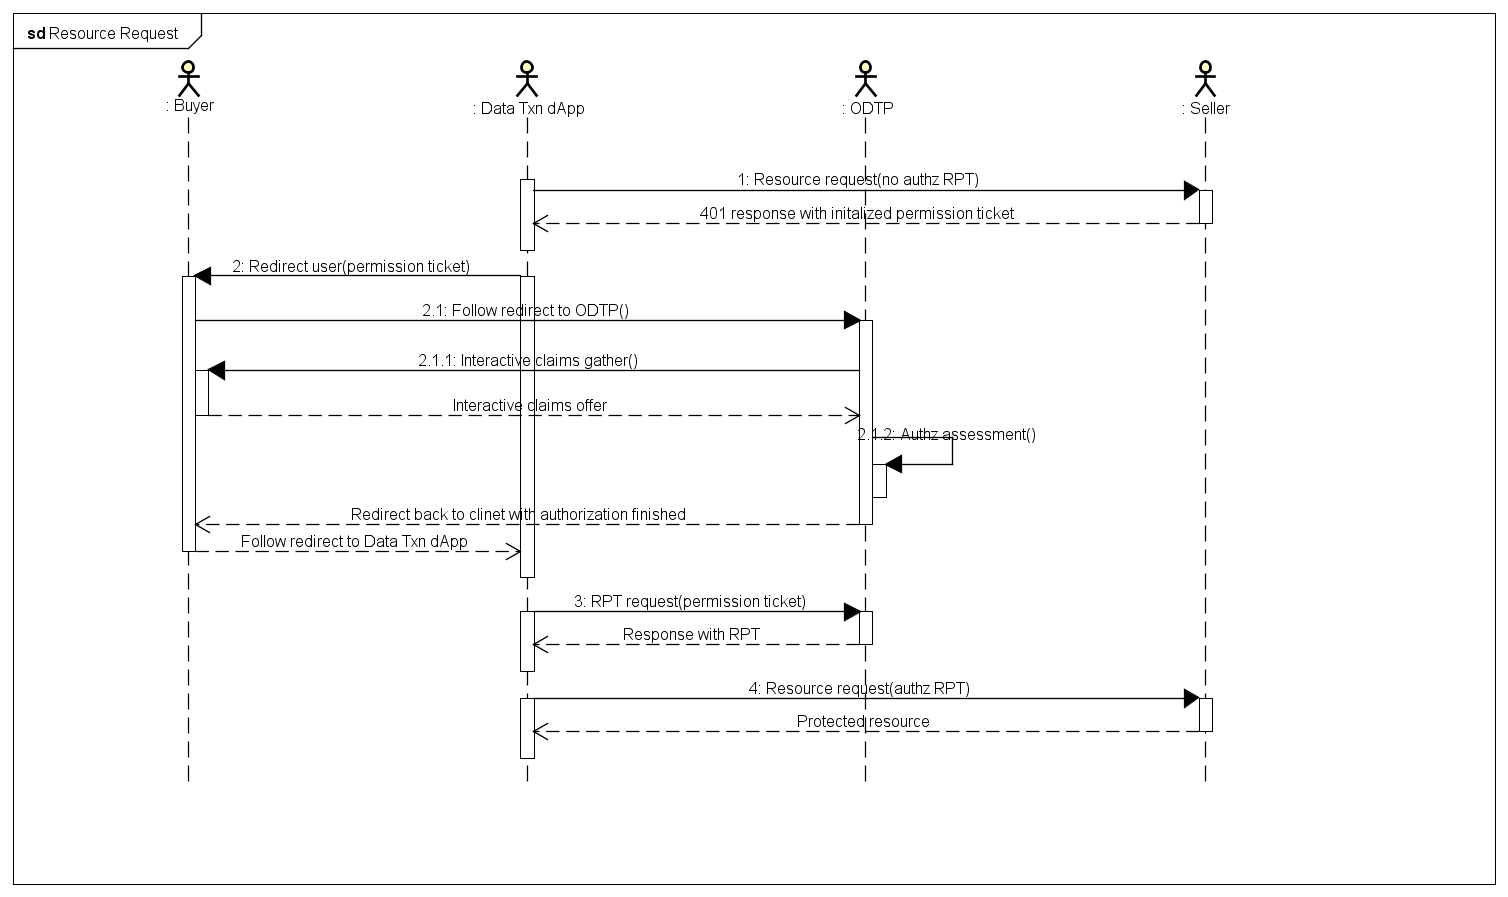 sd Resource Request
: Buyer
: Data Txn dApp
: ODTP
: Seller
1: Resource request(no authz RPT)
401 response with initalized permission ticket
2: Redirect user(permission ticket)
2.1: Follow redirect to ODTP()
2.1.1: Interactive claims gather()
Interactive claims offer
2.1.2: Authz assessment()
Redirect back to clinet with authorization finished
Follow redirect to Data Txn dApp
3: RPT request(permission ticket)
Response with RPT
4: Resource request(authz RPT)
Protected resource